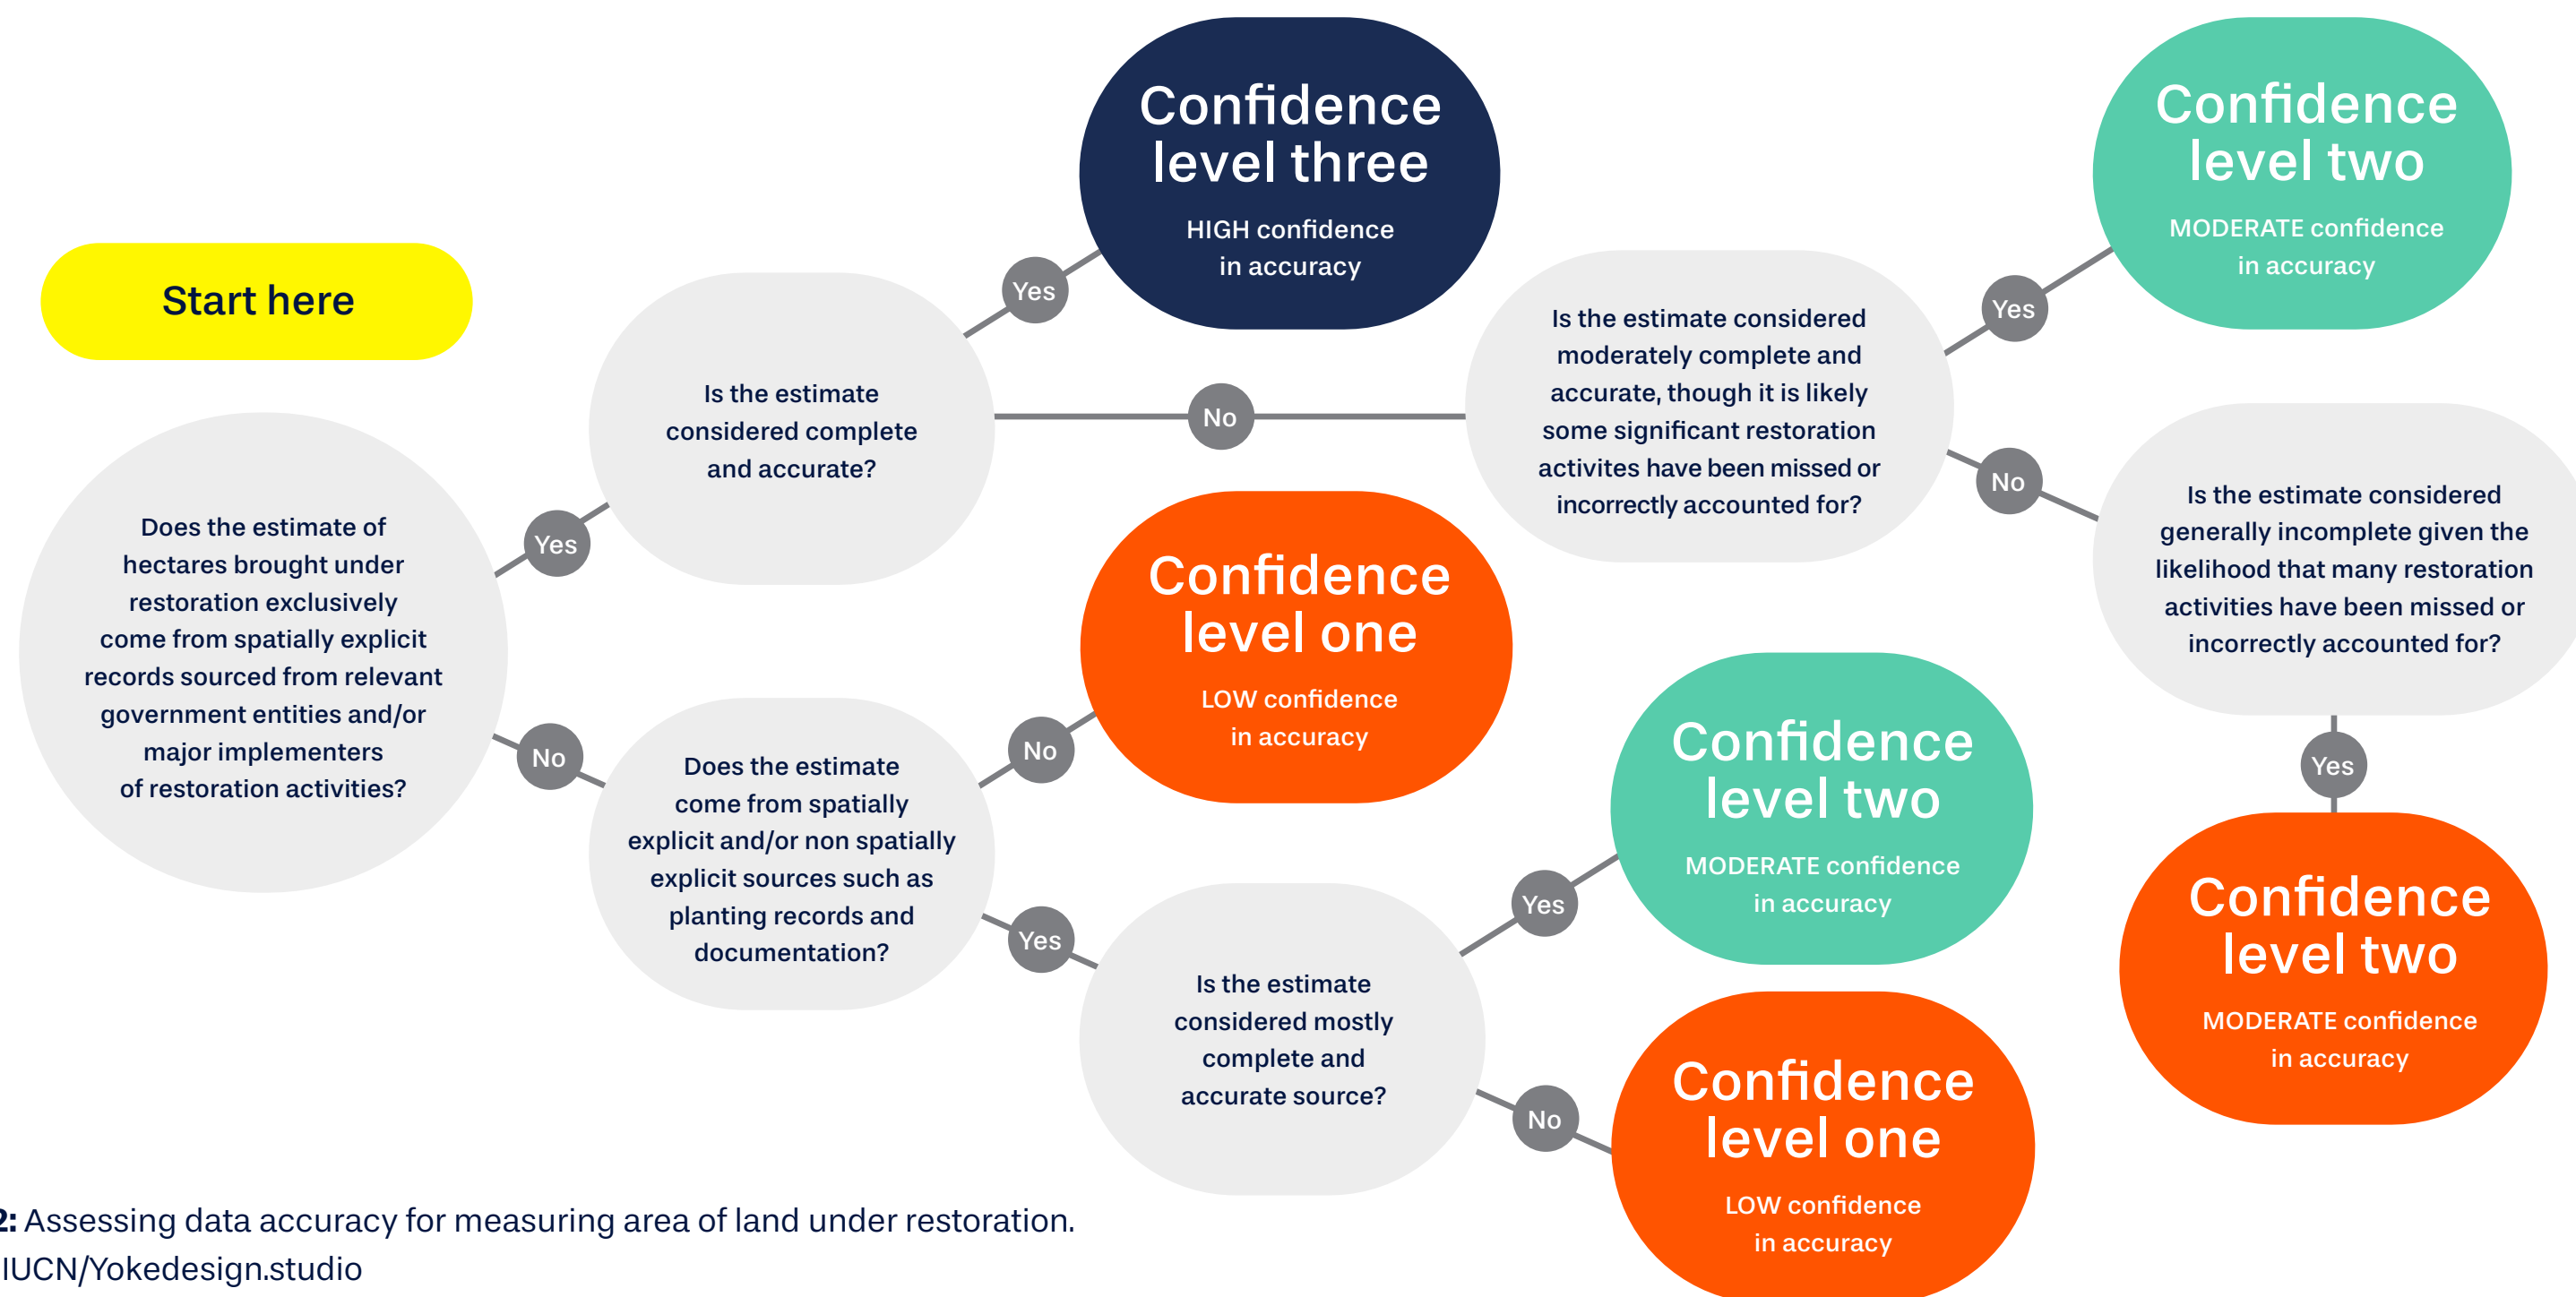 Start here
Does the estimate of
hectares brought under
restoration exclusively
come from spatially explicit
records sourced from relevant
government entities and/or
major implementers
of restoration activities?
Yes
No
Is the estimate
considered complete
and accurate?
Yes
No
Confidence
level three
HIGH confidence
in accuracy
Is the estimate considered
moderately complete and
accurate, though it is likely
some significant restoration
activites have been missed or
incorrectly accounted for?
Yes
No
Confidence
level two
MODERATE confidence
in accuracy
Is the estimate considered
generally incomplete given the
likelihood that many restoration
activities have been missed or
incorrectly accounted for?
Yes
Confidence
level two
MODERATE confidence
in accuracy
Does the estimate
come from spatially
explicit and/or non spatially
explicit sources such as
planting records and
documentation?
No
Yes
Confidence
level one
LOW confidence
in accuracy
Is the estimate
considered mostly
complete and
accurate source?
Yes
No
Confidence
level two
MODERATE confidence
in accuracy
Confidence
level one
LOW confidence
in accuracy
2: Assessing data accuracy for measuring area of land under restoration.
IUCN/Yokedesign.studio